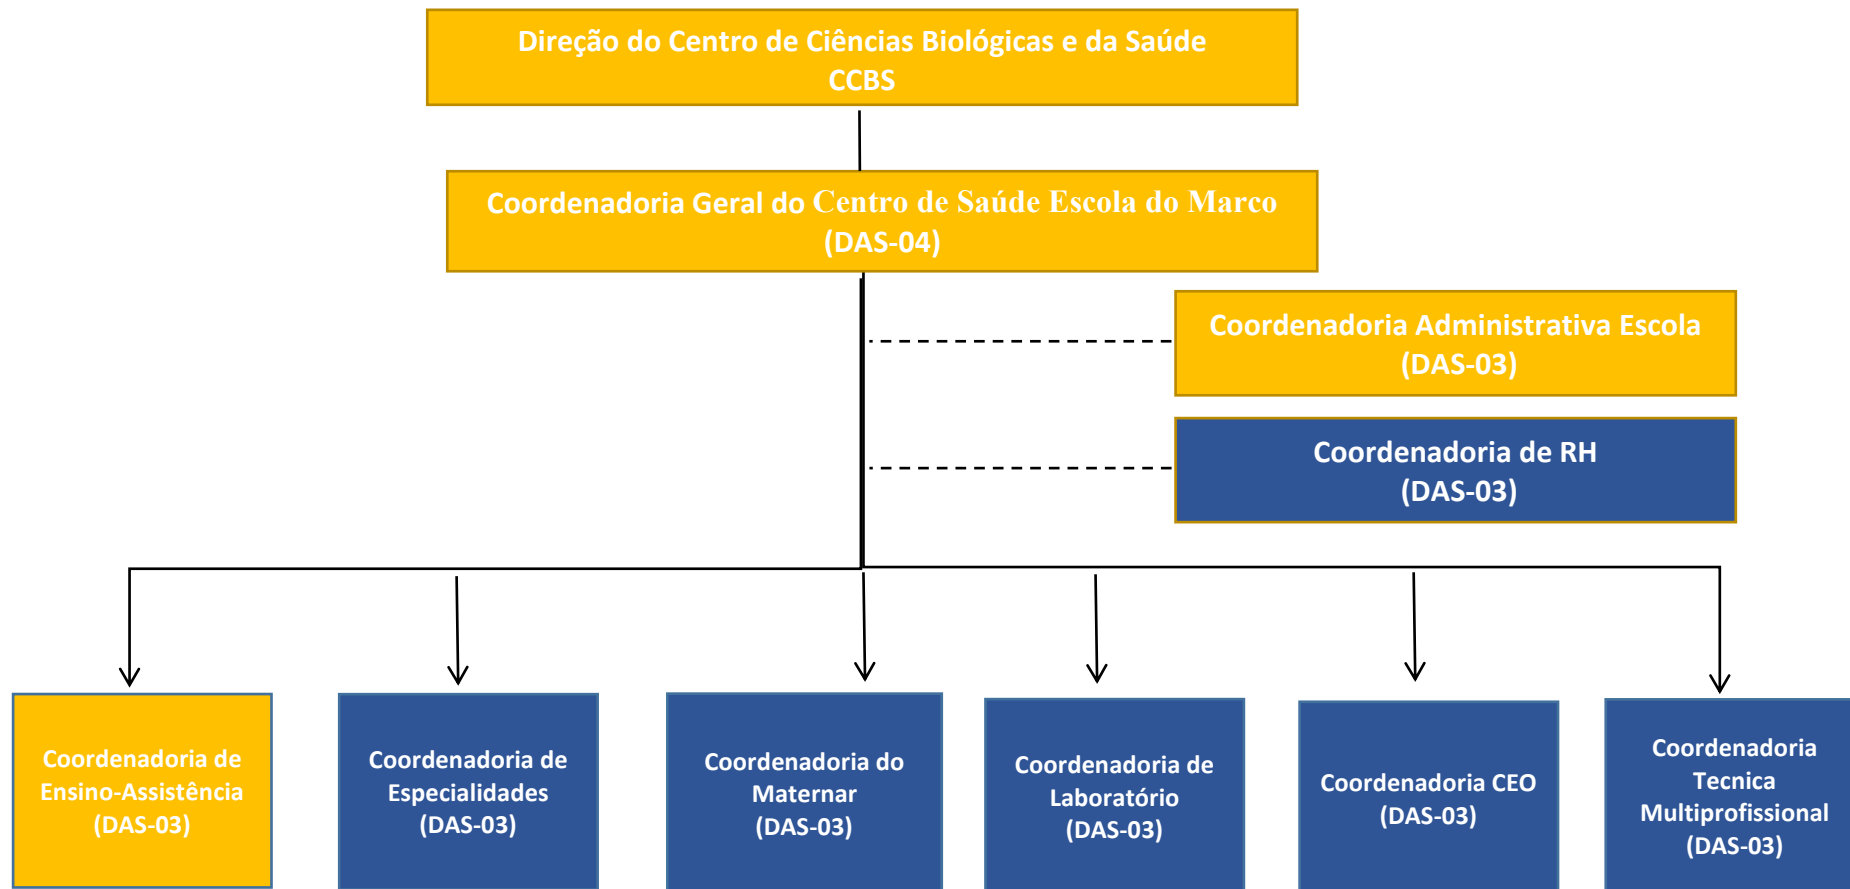 Direção do Centro de Ciências Biológicas e da Saúde
CCBS
Coordenadoria Geral do Centro de Saúde Escola do Marco
(DAS-04)
Coordenadoria Administrativa Escola
(DAS-03)
Coordenadoria de RH
(DAS-03)
Coordenadoria de
Ensino-Assistência
(DAS-03)
Coordenadoria de
Especialidades
(DAS-03)
Coordenadoria do
Maternar
(DAS-03)
Coordenadoria de
Laboratório
(DAS-03)
Coordenadoria CEO
(DAS-03)
Coordenadoria
Tecnica
Multiprofissional
(DAS-03)